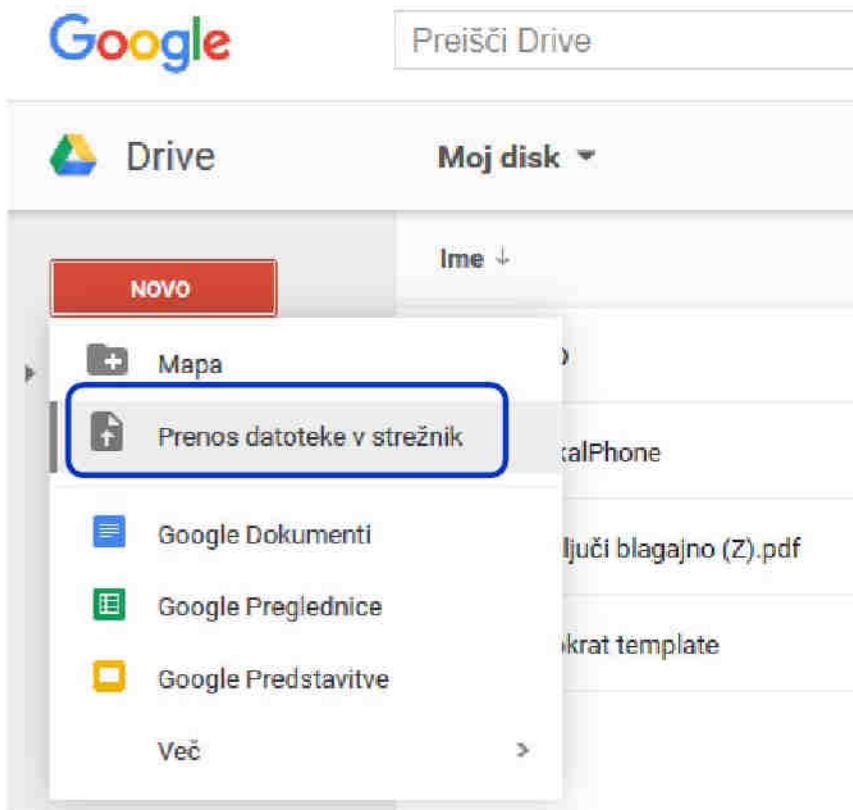 Google
Preišči Drive
Drive
Moj disk
Ime ↓
NOVO
Mapa
Prenos datoteke v strežnik
kalPhone
Google Dokumenti
ljuči blagajno (Z).pdf
Google Preglednice
krat template
Google Predstavitve
Več